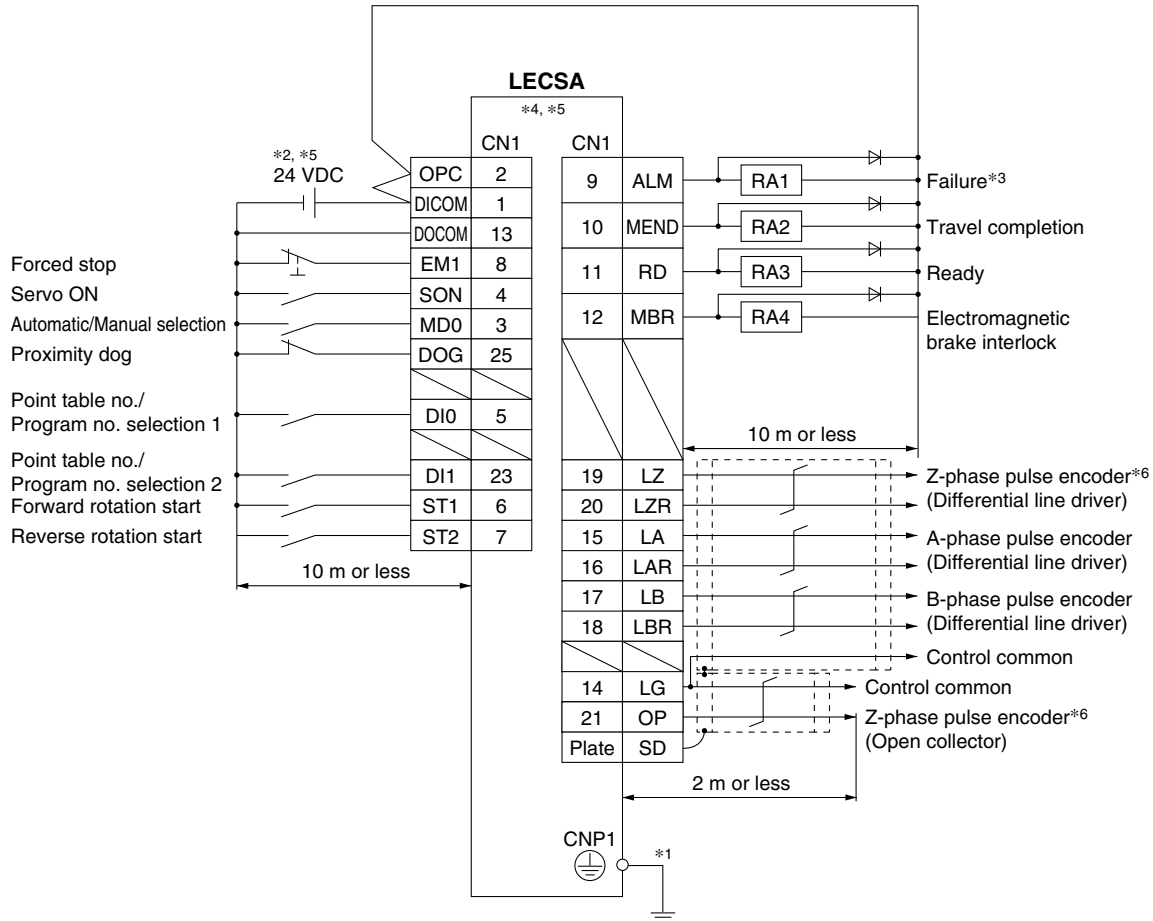 LECSA
*4, *5
CN1
CN1
*2, *5
24 VDC
OPC 2
DICOM 1
DOCOM 13
Forced stop EM1 8
Servo ON SON 4
Automatic/Manual selection MD0 3
Proximity dog DOG 25
Point table no./
Program no. selection 1 DI0 5
Point table no./
Program no. selection 2 DI1 23
Forward rotation start ST1 6
Reverse rotation start ST2 7
10 m or less
9 ALM RA1 Failure*3
10 MEND RA2 Travel completion
11 RD RA3 Ready
12 MBR RA4 Electromagnetic
brake interlock
10 m or less
19 LZ Z-phase pulse encoder*6
20 LZR (Differential line driver)
15 LA A-phase pulse encoder
16 LAR (Differential line driver)
17 LB B-phase pulse encoder
18 LBR (Differential line driver)
Control common
14 LG Control common
21 OP Z-phase pulse encoder*6
Plate SD (Open collector)
2 m or less
CNP1
*1